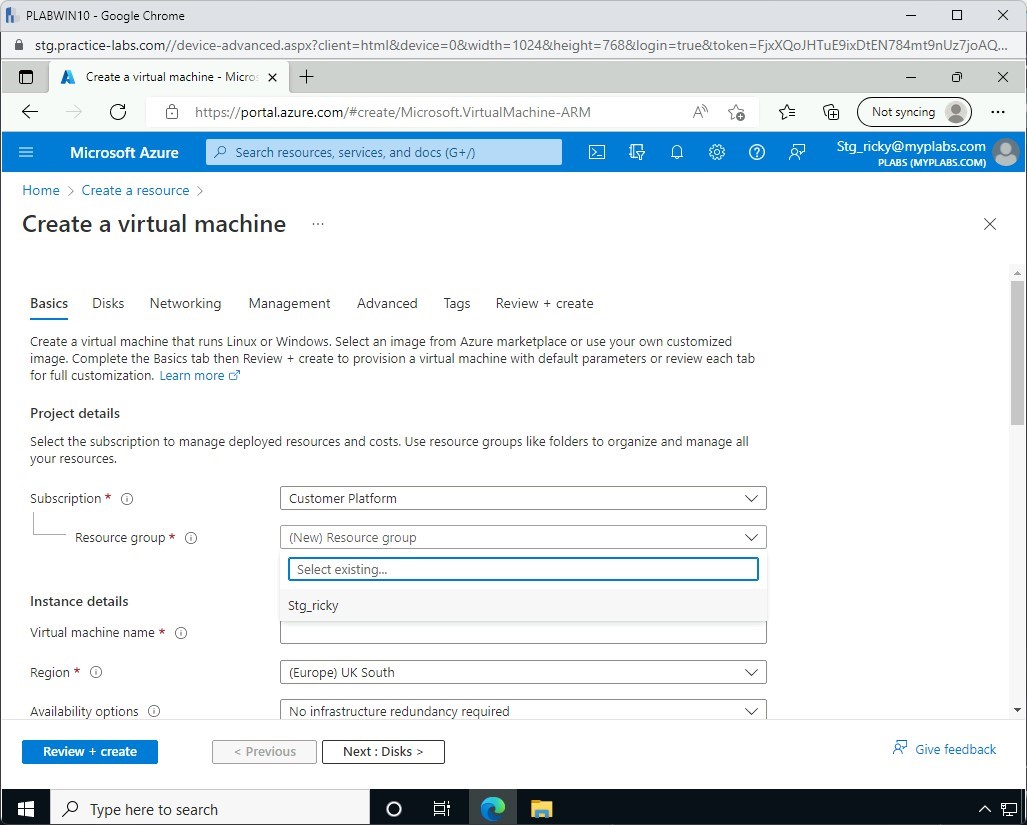 PLABWIN10 - Google Chrome
stg.practice-labs.com//device-advanced.aspx?client=html&device=0&width=1024&height=768&login=true&token=FjxXQoJHTuE9ixDtEN784mt9nUz7joAQ...
Create a virtual machine - Micros
https://portal.azure.com/#create/Microsoft.VirtualMachine-ARM
Not syncing
Microsoft Azure
Search resources, services, and docs (G+/)
Stg_ricky@myplabs.com
PLABS (MYPLABS.COM)
Home > Create a resource >
Create a virtual machine ...
Basics Disks Networking Management Advanced Tags Review + create
Create a virtual machine that runs Linux or Windows. Select an image from Azure marketplace or use your own customized
image. Complete the Basics tab then Review + create to provision a virtual machine with default parameters or review each tab
for full customization. Learn more
Project details
Select the subscription to manage deployed resources and costs. Use resource groups like folders to organize and manage all
your resources.
Subscription * Customer Platform
Resource group * (New) Resource group
Select existing...
Stg_ricky
Instance details
Virtual machine name *
Region * (Europe) UK South
Availability options No infrastructure redundancy required
Review + create < Previous Next : Disks > Give feedback
Type here to search